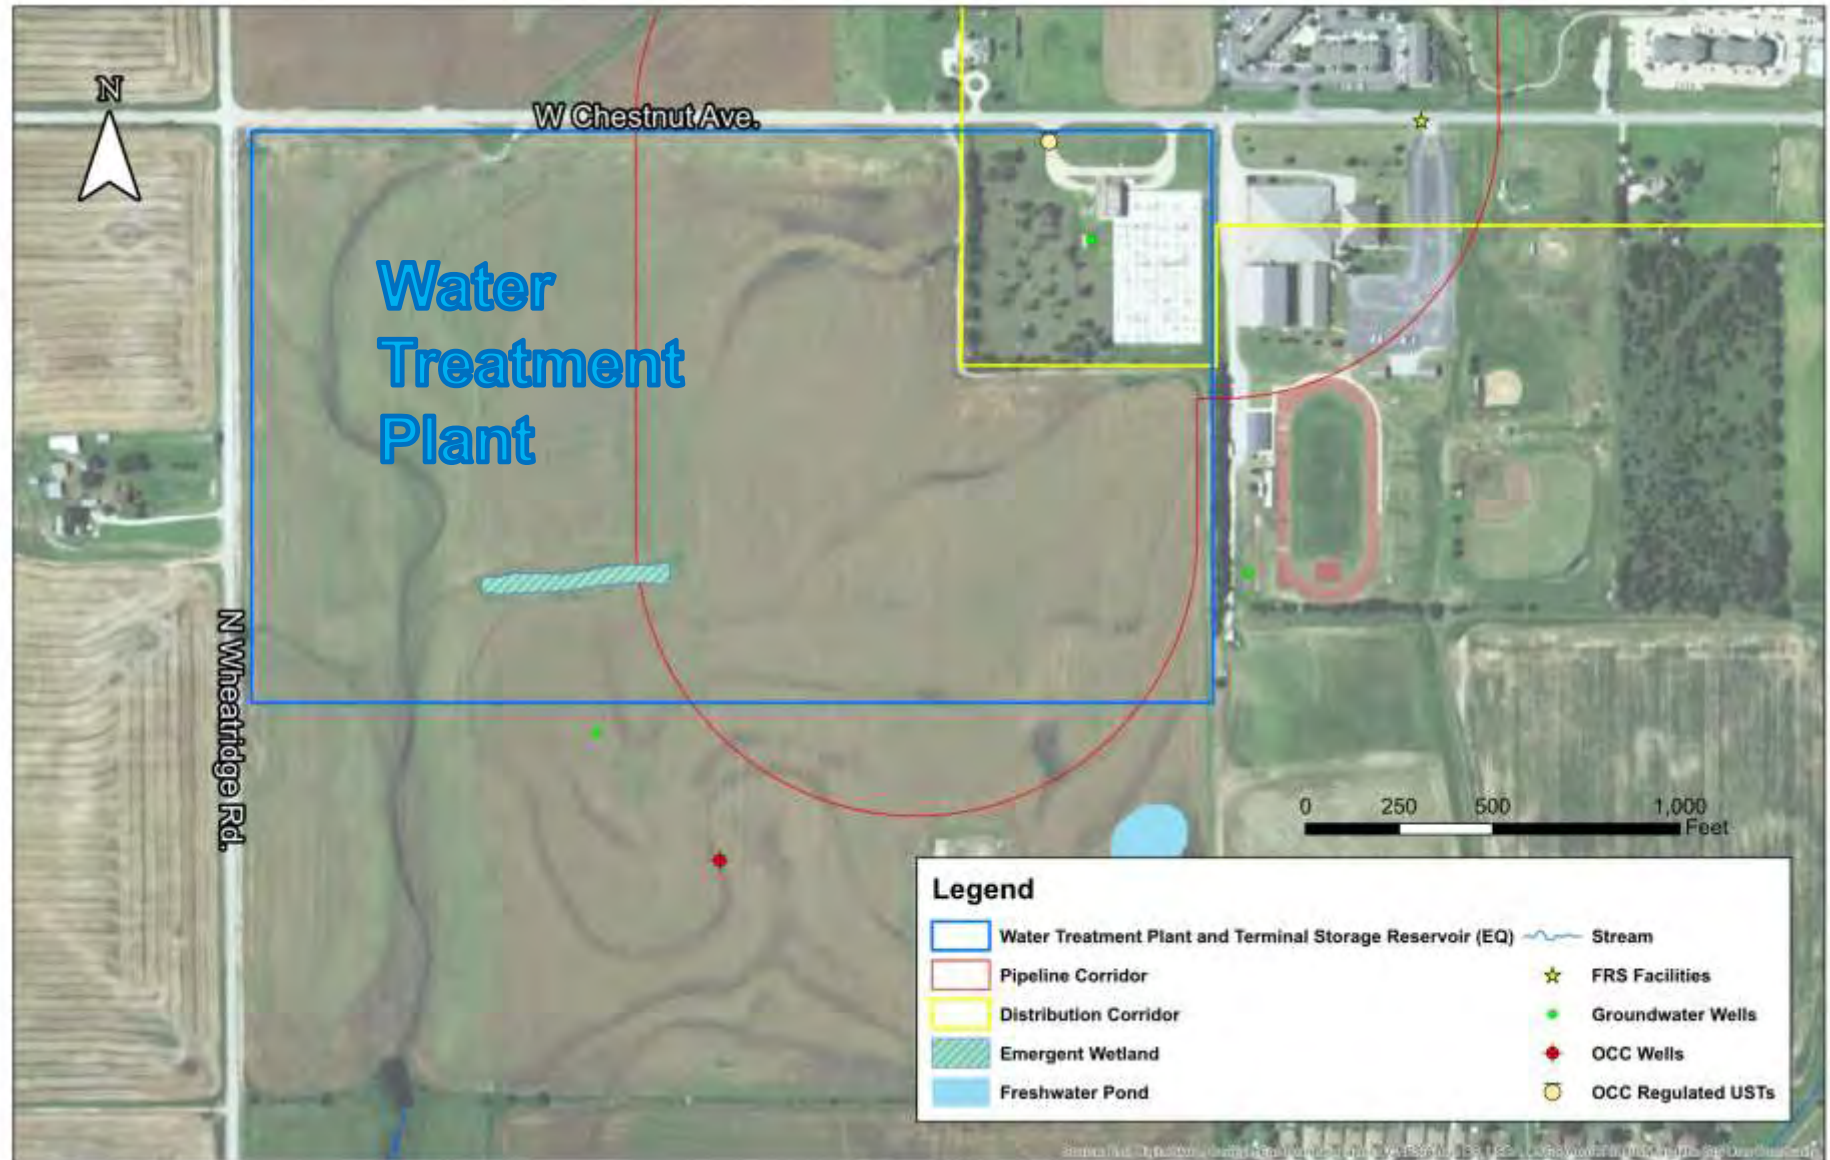 N
W Chestnut Ave.
Water
Treatment
Plant
N Wheatridge Rd.
0 250 500 1,000
Feet
Legend
Water Treatment Plant and Terminal Storage Reservoir (EQ)
Pipeline Corridor
Distribution Corridor
Emergent Wetland
Freshwater Pond
Stream
FRS Facilities
Groundwater Wells
OCC Wells
OCC Regulated USTs